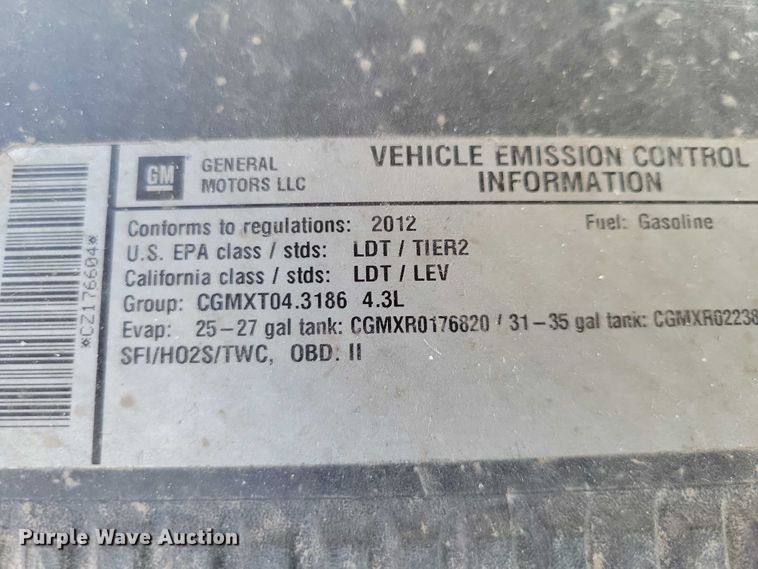 GM
GENERAL
MOTORS LLC
VEHICLE EMISSION CONTROL
INFORMATION
Conforms to regulations: 2012 Fuel: Gasoline
U.S. EPA class / stds: LDT / TIER2
California class / stds: LDT / LEV
Group: CGMXT04.3186 4.3L
Evap: 25-27 gal tank: CGMXR0176820 / 31-35 gal tank: CGMXR02238
SFI/HO2S/TWC, OBD: II
*CZ176604*
Purple Wave Auction